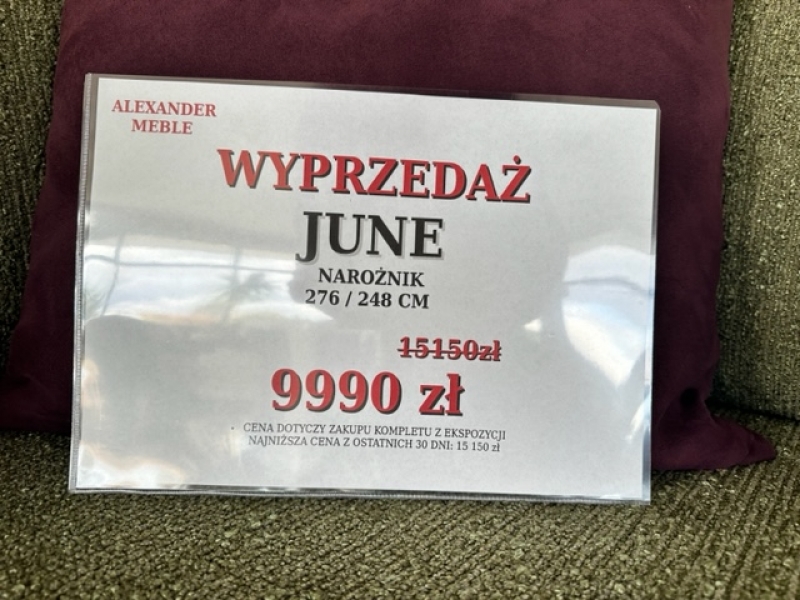 ALEXANDER
MEBLE
WYPRZEDAŻ
JUNE
NAROŻNIK
276 / 248 CM
15150zł
9990 zł
• CENA DOTYCZY ZAKUPU KOMPLETU Z EKSPOZYCJI
NAJNIŻSZA CENA Z OSTATNICH 30 DNI: 15 150 zł